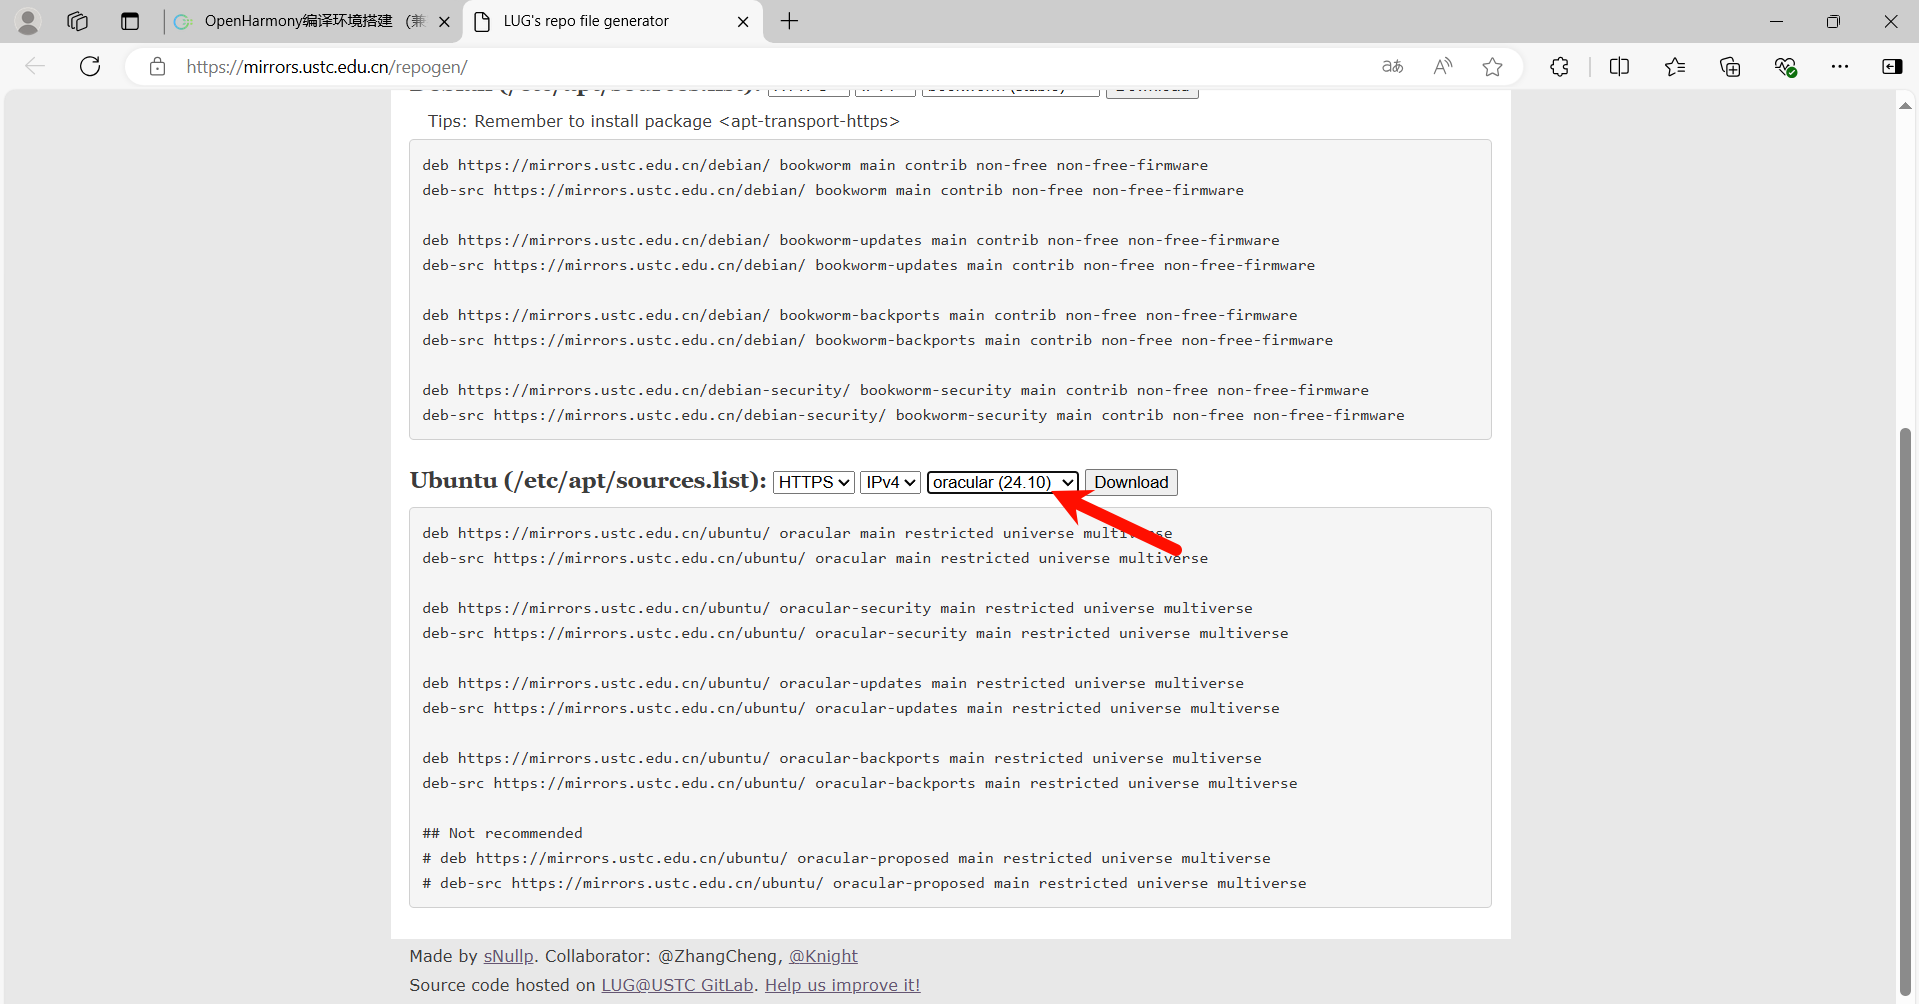 OpenHarmony编译环境搭建 (兼
LUG's repo file generator
https://mirrors.ustc.edu.cn/repogen/
Tips: Remember to install package <apt-transport-https>
deb https://mirrors.ustc.edu.cn/debian/ bookworm main contrib non-free non-free-firmware
deb-src https://mirrors.ustc.edu.cn/debian/ bookworm main contrib non-free non-free-firmware
deb https://mirrors.ustc.edu.cn/debian/ bookworm-updates main contrib non-free non-free-firmware
deb-src https://mirrors.ustc.edu.cn/debian/ bookworm-updates main contrib non-free non-free-firmware
deb https://mirrors.ustc.edu.cn/debian/ bookworm-backports main contrib non-free non-free-firmware
deb-src https://mirrors.ustc.edu.cn/debian/ bookworm-backports main contrib non-free non-free-firmware
deb https://mirrors.ustc.edu.cn/debian-security/ bookworm-security main contrib non-free non-free-firmware
deb-src https://mirrors.ustc.edu.cn/debian-security/ bookworm-security main contrib non-free non-free-firmware
Ubuntu (/etc/apt/sources.list): HTTPS IPv4 oracular (24.10) Download
deb https://mirrors.ustc.edu.cn/ubuntu/ oracular main restricted universe multiverse
deb-src https://mirrors.ustc.edu.cn/ubuntu/ oracular main restricted universe multiverse
deb https://mirrors.ustc.edu.cn/ubuntu/ oracular-security main restricted universe multiverse
deb-src https://mirrors.ustc.edu.cn/ubuntu/ oracular-security main restricted universe multiverse
deb https://mirrors.ustc.edu.cn/ubuntu/ oracular-updates main restricted universe multiverse
deb-src https://mirrors.ustc.edu.cn/ubuntu/ oracular-updates main restricted universe multiverse
deb https://mirrors.ustc.edu.cn/ubuntu/ oracular-backports main restricted universe multiverse
deb-src https://mirrors.ustc.edu.cn/ubuntu/ oracular-backports main restricted universe multiverse
## Not recommended
# deb https://mirrors.ustc.edu.cn/ubuntu/ oracular-proposed main restricted universe multiverse
# deb-src https://mirrors.ustc.edu.cn/ubuntu/ oracular-proposed main restricted universe multiverse
Made by sNullp. Collaborator: @ZhangCheng, @Knight
Source code hosted on LUG@USTC GitLab. Help us improve it!